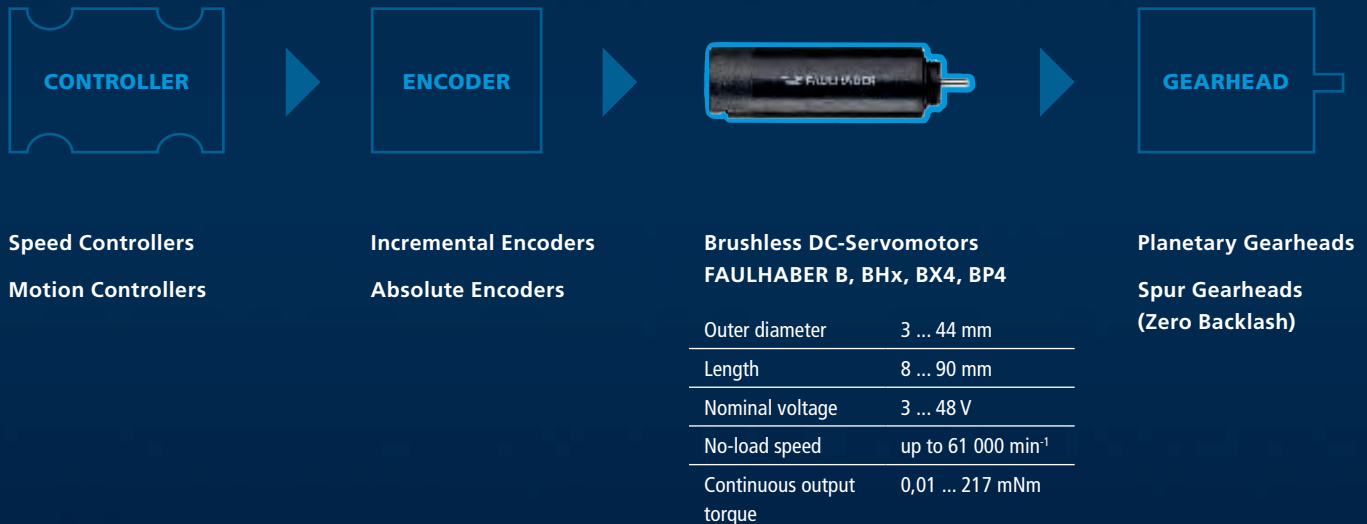 CONTROLLER
ENCODER
FAULHABER
GEARHEAD
Speed Controllers
Motion Controllers
Incremental Encoders
Absolute Encoders
Brushless DC-Servomotors
FAULHABER B, BHx, BX4, BP4
Outer diameter 3 ... 44 mm
Length 8 ... 90 mm
Nominal voltage 3 ... 48 V
No-load speed up to 61 000 min⁻¹
Continuous output 0,01 ... 217 mNm
torque
Planetary Gearheads
Spur Gearheads
(Zero Backlash)